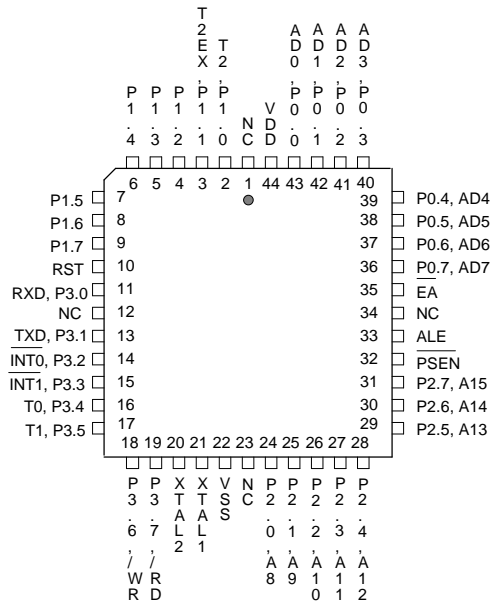 P1.4
P1.3
P1.2
T2EX,P1.1
T2,P1.0
NC
VDD
AD0,P0.0
AD1,P0.1
AD2,P0.2
AD3,P0.3
6 5 4 3 2 1 44 43 42 41 40
P1.5 7
P1.6 8
P1.7 9
RST 10
RXD, P3.0 11
NC 12
TXD, P3.1 13
INT0, P3.2 14
INT1, P3.3 15
T0, P3.4 16
T1, P3.5 17
39 P0.4, AD4
38 P0.5, AD5
37 P0.6, AD6
36 P0.7, AD7
35 EA
34 NC
33 ALE
32 PSEN
31 P2.7, A15
30 P2.6, A14
29 P2.5, A13
18 19 20 21 22 23 24 25 26 27 28
P3.6,/WR
P3.7,/RD
XTAL2
XTAL1
VSS
NC
P2.0,A8
P2.1,A9
P2.2,A10
P2.3,A11
P2.4,A12